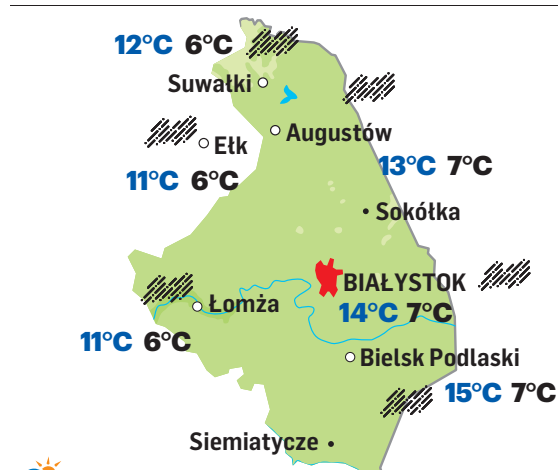 12°C 6°C
Suwałki
Augustów
Ełk
13°C 7°C
11°C 6°C
Sokółka
BIAŁYSTOK
Łomża
14°C 7°C
11°C 6°C
Bielsk Podlaski
15°C 7°C
Siemiatycze